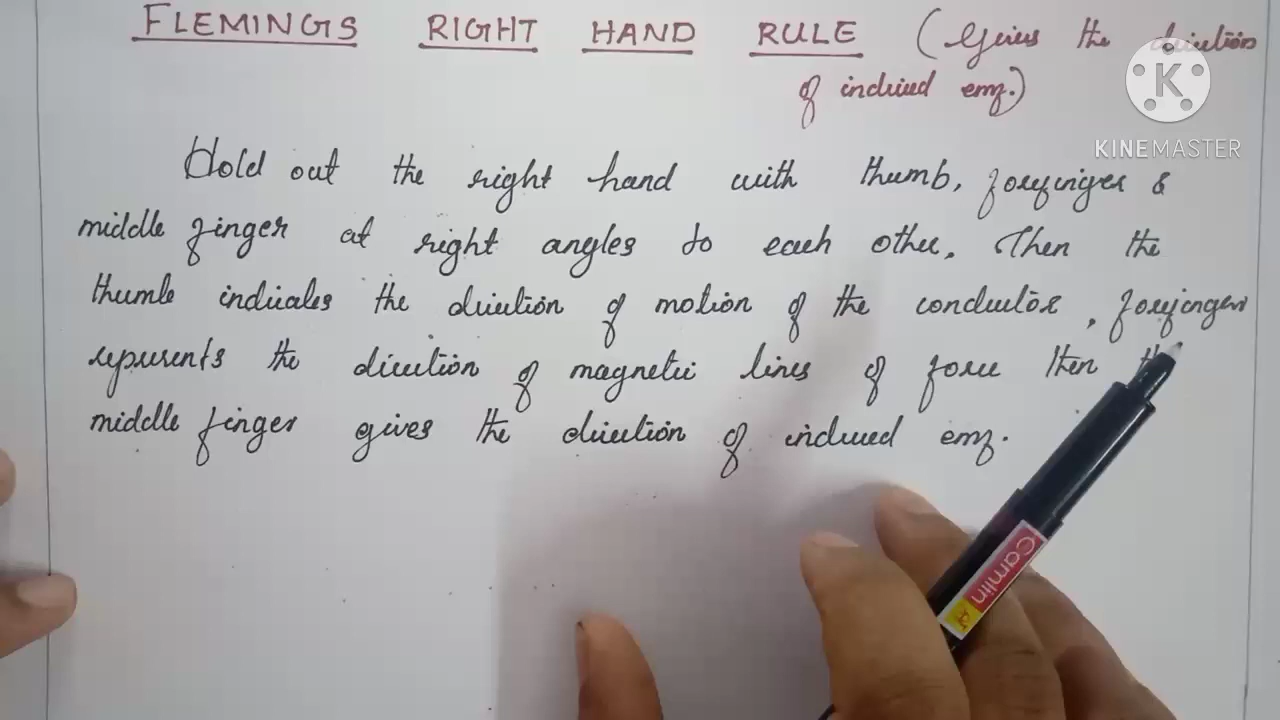 FLEMINGS RIGHT HAND RULE (Gives the direction
of induced emf.)
K
KINEMASTER
Hold out the right hand with thumb, forefinger &
middle finger at right angles to each other. Then the
thumb indicates the direction of motion of the conductor, forefinger
represents the direction of magnetic lines of force then the
middle finger gives the direction of induced emf.
Camlin